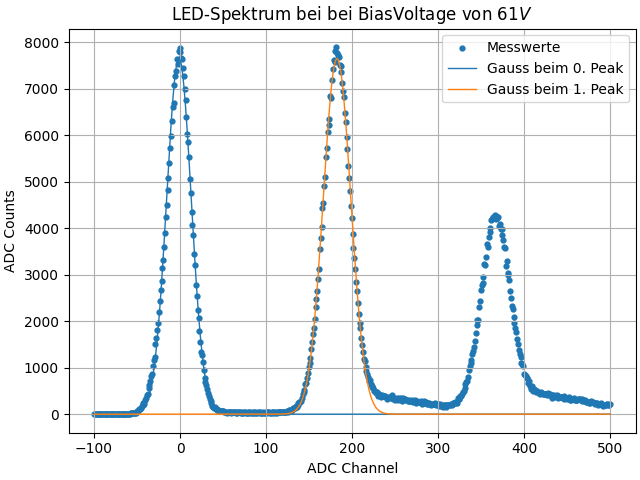 LED-Spektrum bei bei BiasVoltage von 61V
8000
7000
6000
5000
4000
3000
2000
1000
0
ADC Counts
Messwerte
Gauss beim 0. Peak
Gauss beim 1. Peak
−100
0
100
200
300
400
500
ADC Channel